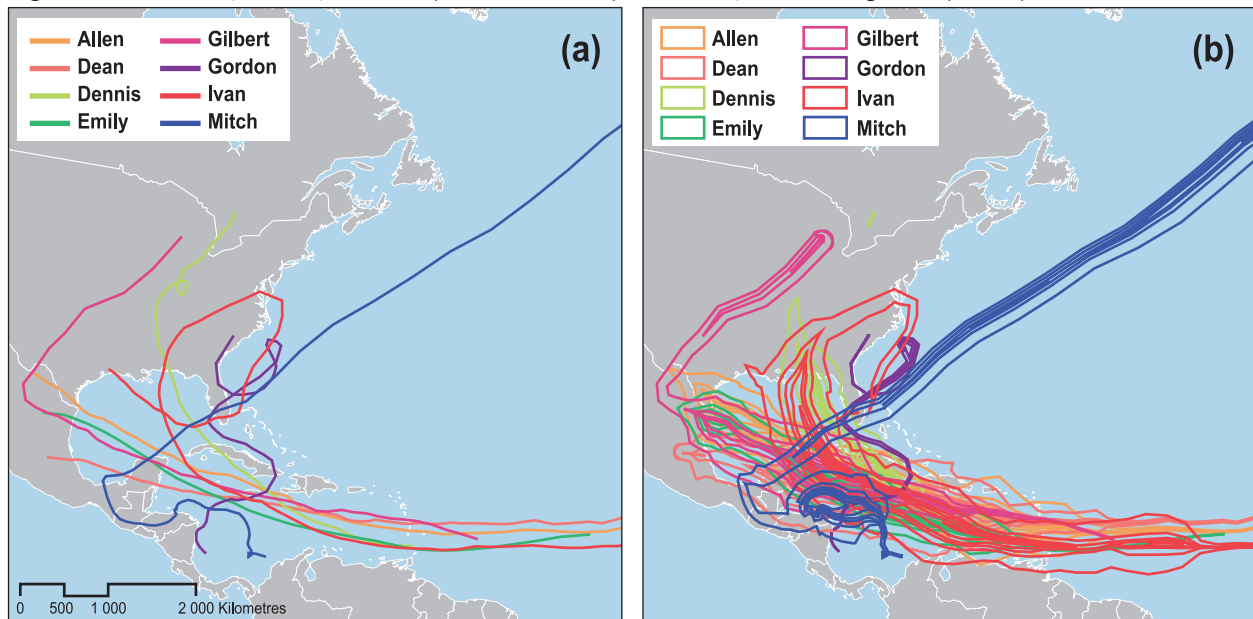 (a)
Allen Gilbert
Dean Gordon
Dennis Ivan
Emily Mitch
0 500 1 000 2 000 Kilometres
(b)
Allen Gilbert
Dean Gordon
Dennis Ivan
Emily Mitch